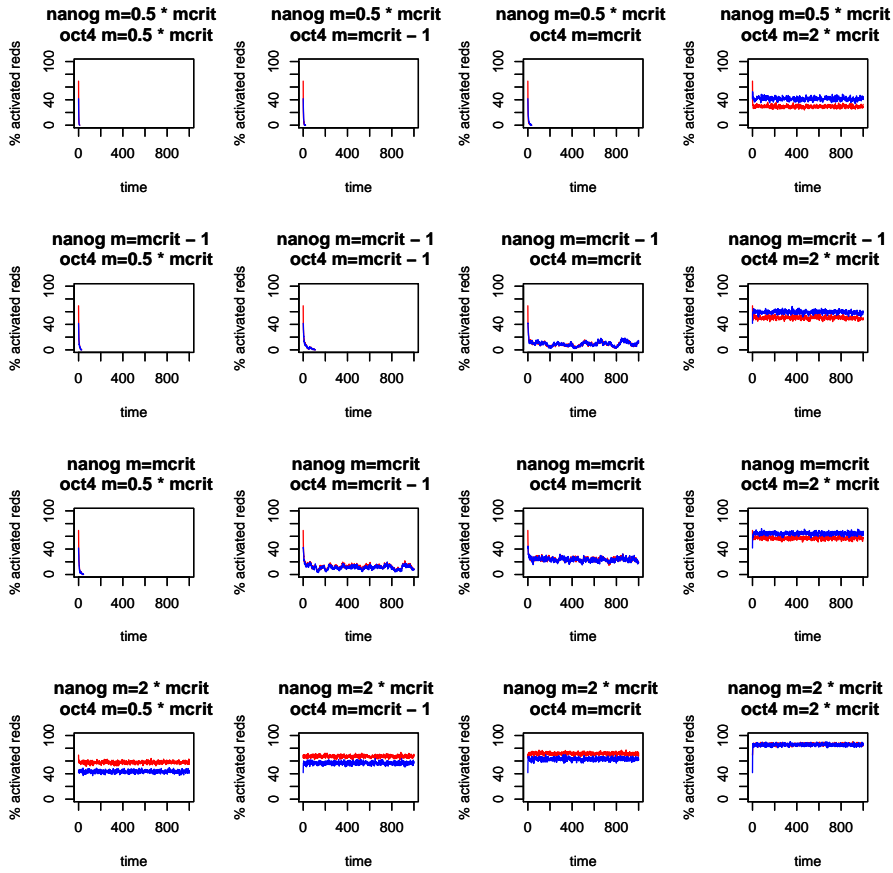 nanog m=0.5 * mcrit
oct4 m=0.5 * mcrit
% activated reds
0 40 100
0 400 800
time
nanog m=0.5 * mcrit
oct4 m=mcrit − 1
% activated reds
0 40 100
0 400 800
time
nanog m=0.5 * mcrit
oct4 m=mcrit
% activated reds
0 40 100
0 400 800
time
nanog m=0.5 * mcrit
oct4 m=2 * mcrit
% activated reds
0 40 100
0 400 800
time
nanog m=mcrit − 1
oct4 m=0.5 * mcrit
% activated reds
0 40 100
0 400 800
time
nanog m=mcrit − 1
oct4 m=mcrit − 1
% activated reds
0 40 100
0 400 800
time
nanog m=mcrit − 1
oct4 m=mcrit
% activated reds
0 40 100
0 400 800
time
nanog m=mcrit − 1
oct4 m=2 * mcrit
% activated reds
0 40 100
0 400 800
time
nanog m=mcrit
oct4 m=0.5 * mcrit
% activated reds
0 40 100
0 400 800
time
nanog m=mcrit
oct4 m=mcrit − 1
% activated reds
0 40 100
0 400 800
time
nanog m=mcrit
oct4 m=mcrit
% activated reds
0 40 100
0 400 800
time
nanog m=mcrit
oct4 m=2 * mcrit
% activated reds
0 40 100
0 400 800
time
nanog m=2 * mcrit
oct4 m=0.5 * mcrit
% activated reds
0 40 100
0 400 800
time
nanog m=2 * mcrit
oct4 m=mcrit − 1
% activated reds
0 40 100
0 400 800
time
nanog m=2 * mcrit
oct4 m=mcrit
% activated reds
0 40 100
0 400 800
time
nanog m=2 * mcrit
oct4 m=2 * mcrit
% activated reds
0 40 100
0 400 800
time